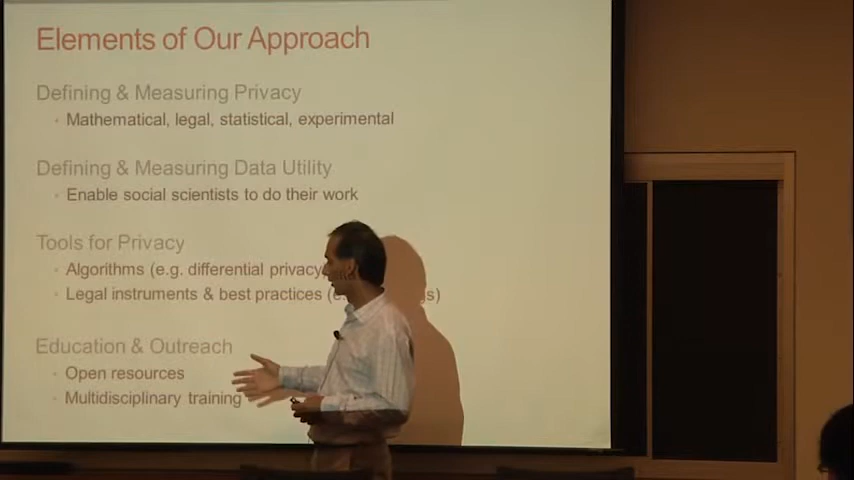 Elements of Our Approach
Defining & Measuring Privacy
Mathematical, legal, statistical, experimental
Defining & Measuring Data Utility
Enable social scientists to do their work
Tools for Privacy
Algorithms (e.g. differential privacy
Legal instruments & best practices
Education & Outreach
Open resources
Multidisciplinary training